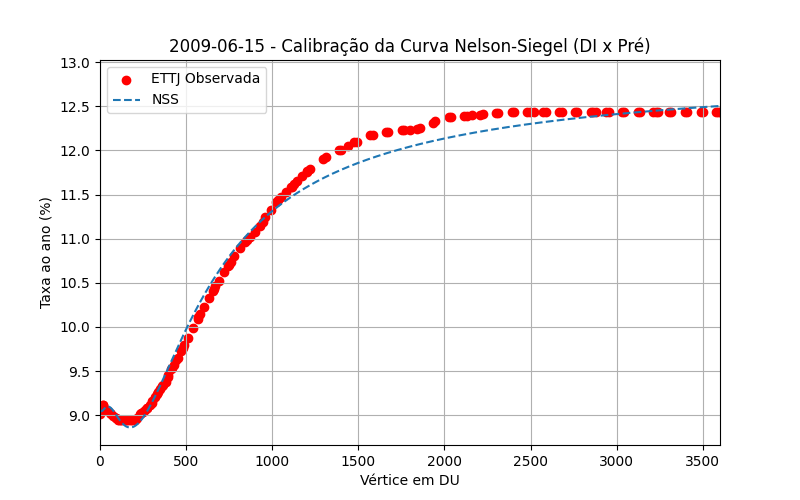 2009-06-15 - Calibração da Curva Nelson-Siegel (DI x Pré)
ETTJ Observada
NSS
Taxa ao ano (%)
13.0
12.5
12.0
11.5
11.0
10.5
10.0
9.5
9.0
0 500 1000 1500 2000 2500 3000 3500
Vértice em DU